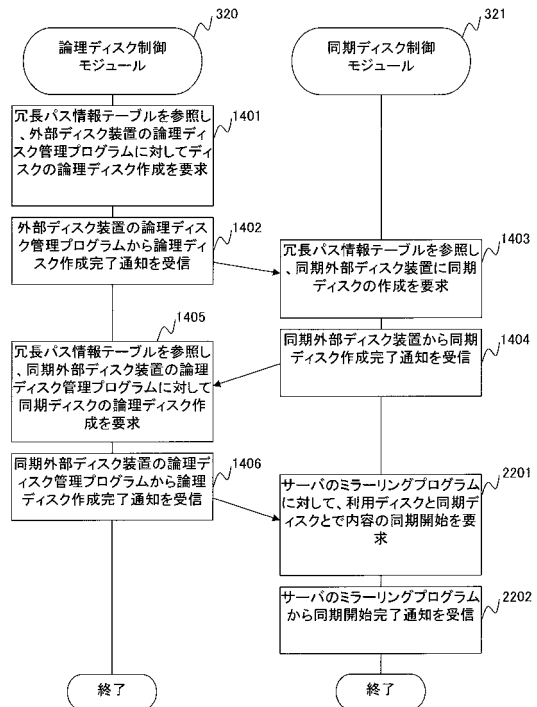 320
論理ディスク制御
モジュール
321
同期ディスク制御
モジュール
1401
冗長パス情報テーブルを参照し
、外部ディスク装置の論理ディ
スク管理プログラムに対してディ
スクの論理ディスク作成を要求
1402
外部ディスク装置の論理ディス
ク管理プログラムから論理ディ
スク作成完了通知を受信
1403
冗長パス情報テーブルを参照し
、同期外部ディスク装置に同期
ディスクの作成を要求
1404
同期外部ディスク装置から同期
ディスク作成完了通知を受信
1405
冗長パス情報テーブルを参照し
、同期外部ディスク装置の論理
ディスク管理プログラムに対して
同期ディスクの論理ディスク作
成を要求
1406
同期外部ディスク装置の論理デ
ィスク管理プログラムから論理
ディスク作成完了通知を受信
2201
サーバのミラーリングプログラム
に対して、利用ディスクと同期デ
ィスクとで内容の同期開始を要
求
2202
サーバのミラーリングプログラム
から同期開始完了通知を受信
終了
終了